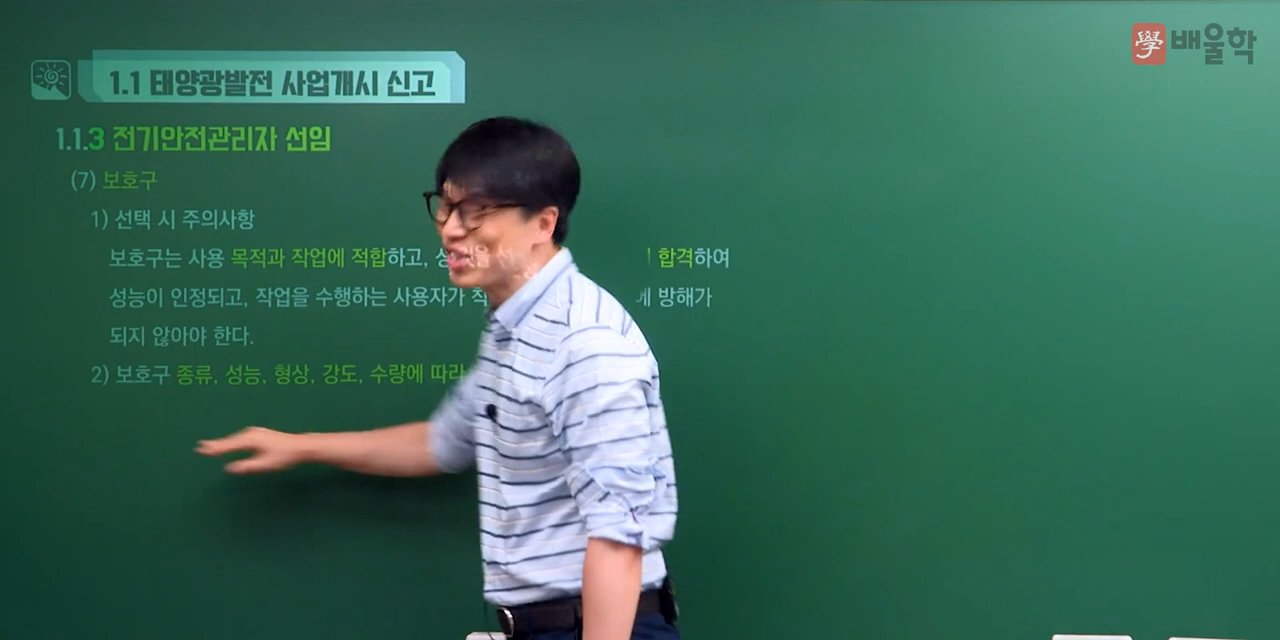 學 배울학
1.1 태양광발전 사업개시 신고
1.1.3 전기안전관리자 선임
(7) 보호구
1) 선택 시 주의사항
보호구는 사용 목적과 작업에 적합하고, 합격하여
성능이 인정되고, 작업을 수행하는 사용자가 방해가
되지 않아야 한다.
2) 보호구 종류, 성능, 형상, 강도, 수량에 따라